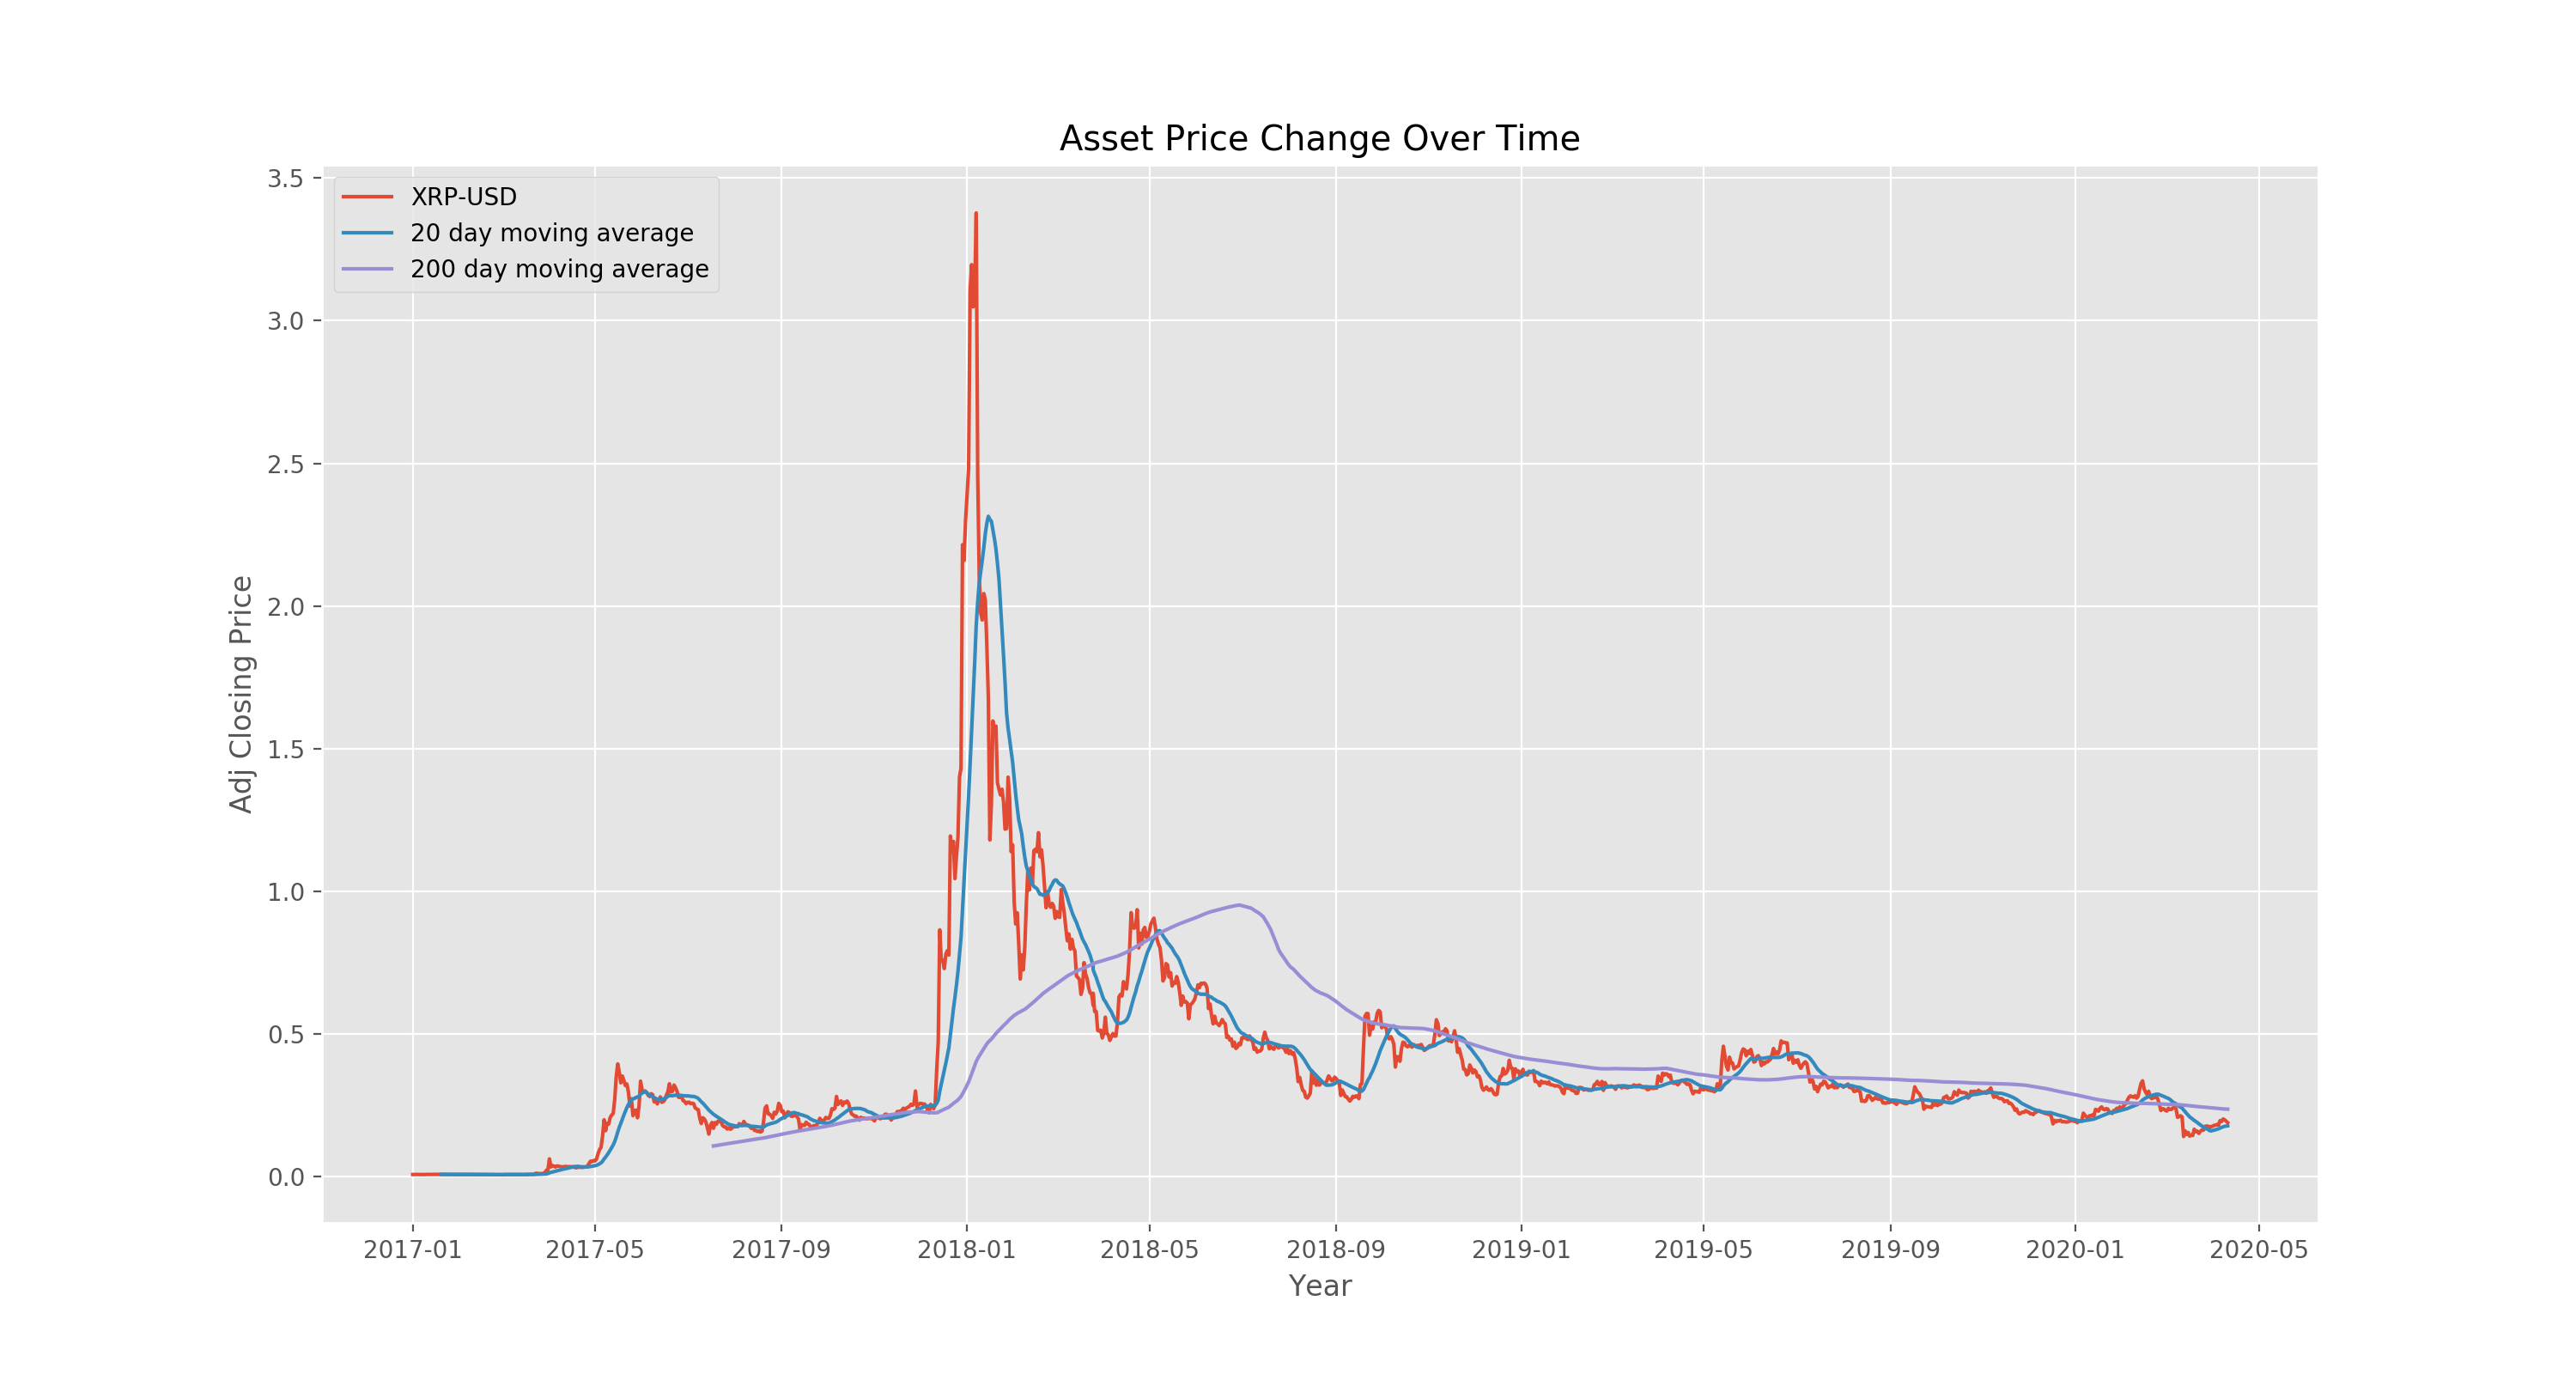 Asset Price Change Over Time
XRP-USD
20 day moving average
200 day moving average
Adj Closing Price
3.5
3.0
2.5
2.0
1.5
1.0
0.5
0.0
2017-01 2017-05 2017-09 2018-01 2018-05 2018-09 2019-01 2019-05 2019-09 2020-01 2020-05
Year